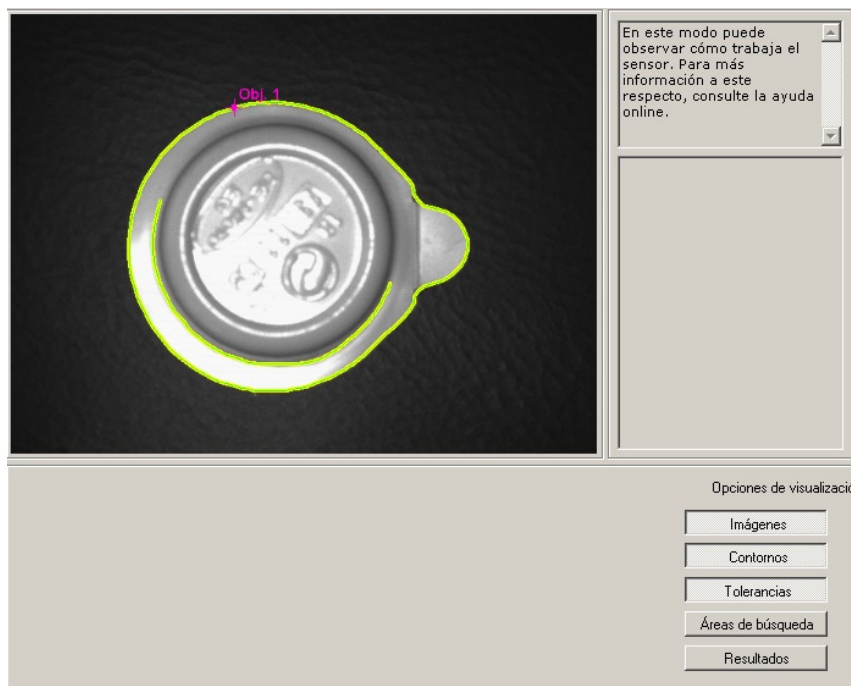 Obj. 1
En este modo puede
observar cómo trabaja el
sensor. Para más
información a este
respecto, consulte la ayuda
online.
Opciones de visualizació
Imágenes
Contornos
Tolerancias
Áreas de búsqueda
Resultados